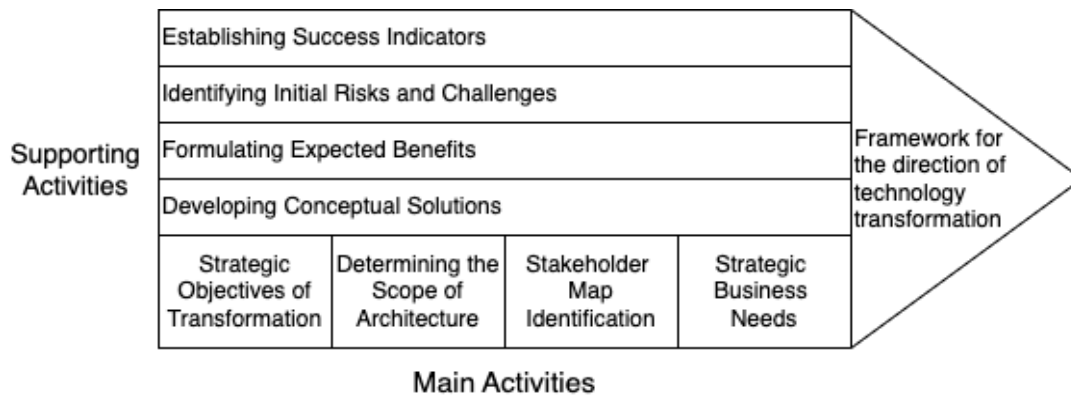 Establishing Success Indicators
Identifying Initial Risks and Challenges
Formulating Expected Benefits
Developing Conceptual Solutions
Supporting
Activities
Strategic
Objectives of
Transformation
Determining the
Scope of
Architecture
Stakeholder
Map
Identification
Strategic
Business
Needs
Framework for
the direction of
technology
transformation
Main Activities